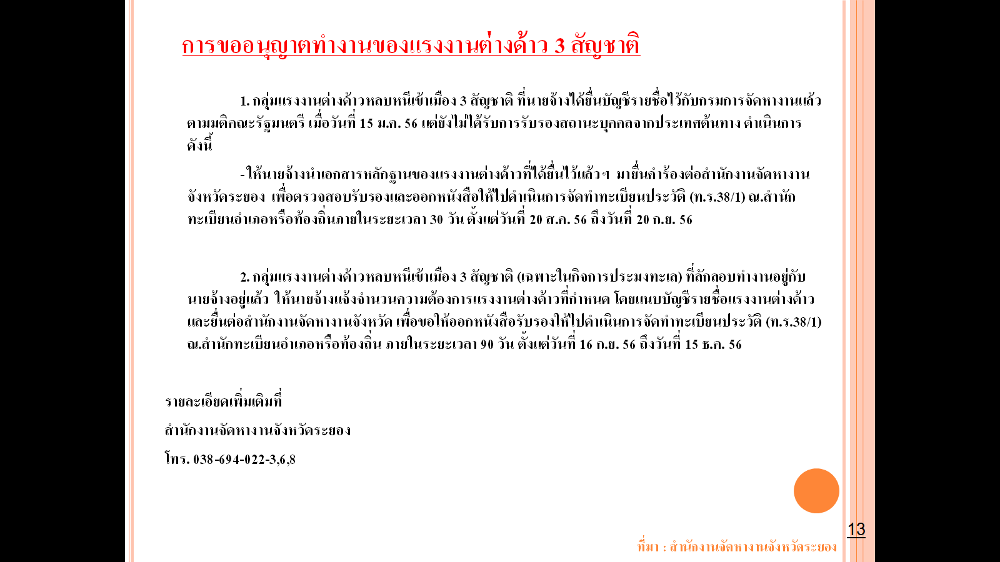 การขออนุญาตทำงานของแรงงานต่างด้าว 3 สัญชาติ
1. กลุ่มแรงงานต่างด้าวหลบหนีเข้าเมือง 3 สัญชาติ ที่นายจ้างได้ยื่นบัญชีรายชื่อไว้กับกรมการจัดหางานแล้ว
ตามมติคณะรัฐมนตรี เมื่อวันที่ 15 ม.ค. 56 แต่ยังไม่ได้รับการรับรองสถานะบุคคลจากประเทศต้นทาง ดำเนินการ
ดังนี้
-ให้นายจ้างนำเอกสารหลักฐานของแรงงานต่างด้าวที่ได้ยื่นไว้แล้วฯ มายื่นคำร้องต่อสำนักงานจัดหางาน
จังหวัดระยอง เพื่อตรวจสอบรับรองและออกหนังสือให้ไปดำเนินการจัดทำทะเบียนประวัติ (ท.ร.38/1) ณ.สำนัก
ทะเบียนอำเภอหรือท้องถิ่นภายในระยะเวลา 30 วัน ตั้งแต่วันที่ 20 ส.ค. 56 ถึงวันที่ 20 ก.ย. 56
2. กลุ่มแรงงานต่างด้าวหลบหนีเข้าเมือง 3 สัญชาติ (เฉพาะในกิจการประมงทะเล) ที่ลักลอบทำงานอยู่กับ
นายจ้างอยู่แล้ว ให้นายจ้างแจ้งจำนวนความต้องการแรงงานต่างด้าวที่กำหนด โดยแนบบัญชีรายชื่อแรงงานต่างด้าว
และยื่นต่อสำนักงานจัดหางานจังหวัด เพื่อขอให้ออกหนังสือรับรองให้ไปดำเนินการจัดทำทะเบียนประวัติ (ท.ร.38/1)
ณ.สำนักทะเบียนอำเภอหรือท้องถิ่น ภายในระยะเวลา 90 วัน ตั้งแต่วันที่ 16 ก.ย. 56 ถึงวันที่ 15 ธ.ค. 56
รายละเอียดเพิ่มเติมที่
สำนักงานจัดหางานจังหวัดระยอง
โทร. 038-694-022-3,6,8
13
ที่มา : สำนักงานจัดหางานจังหวัดระยอง